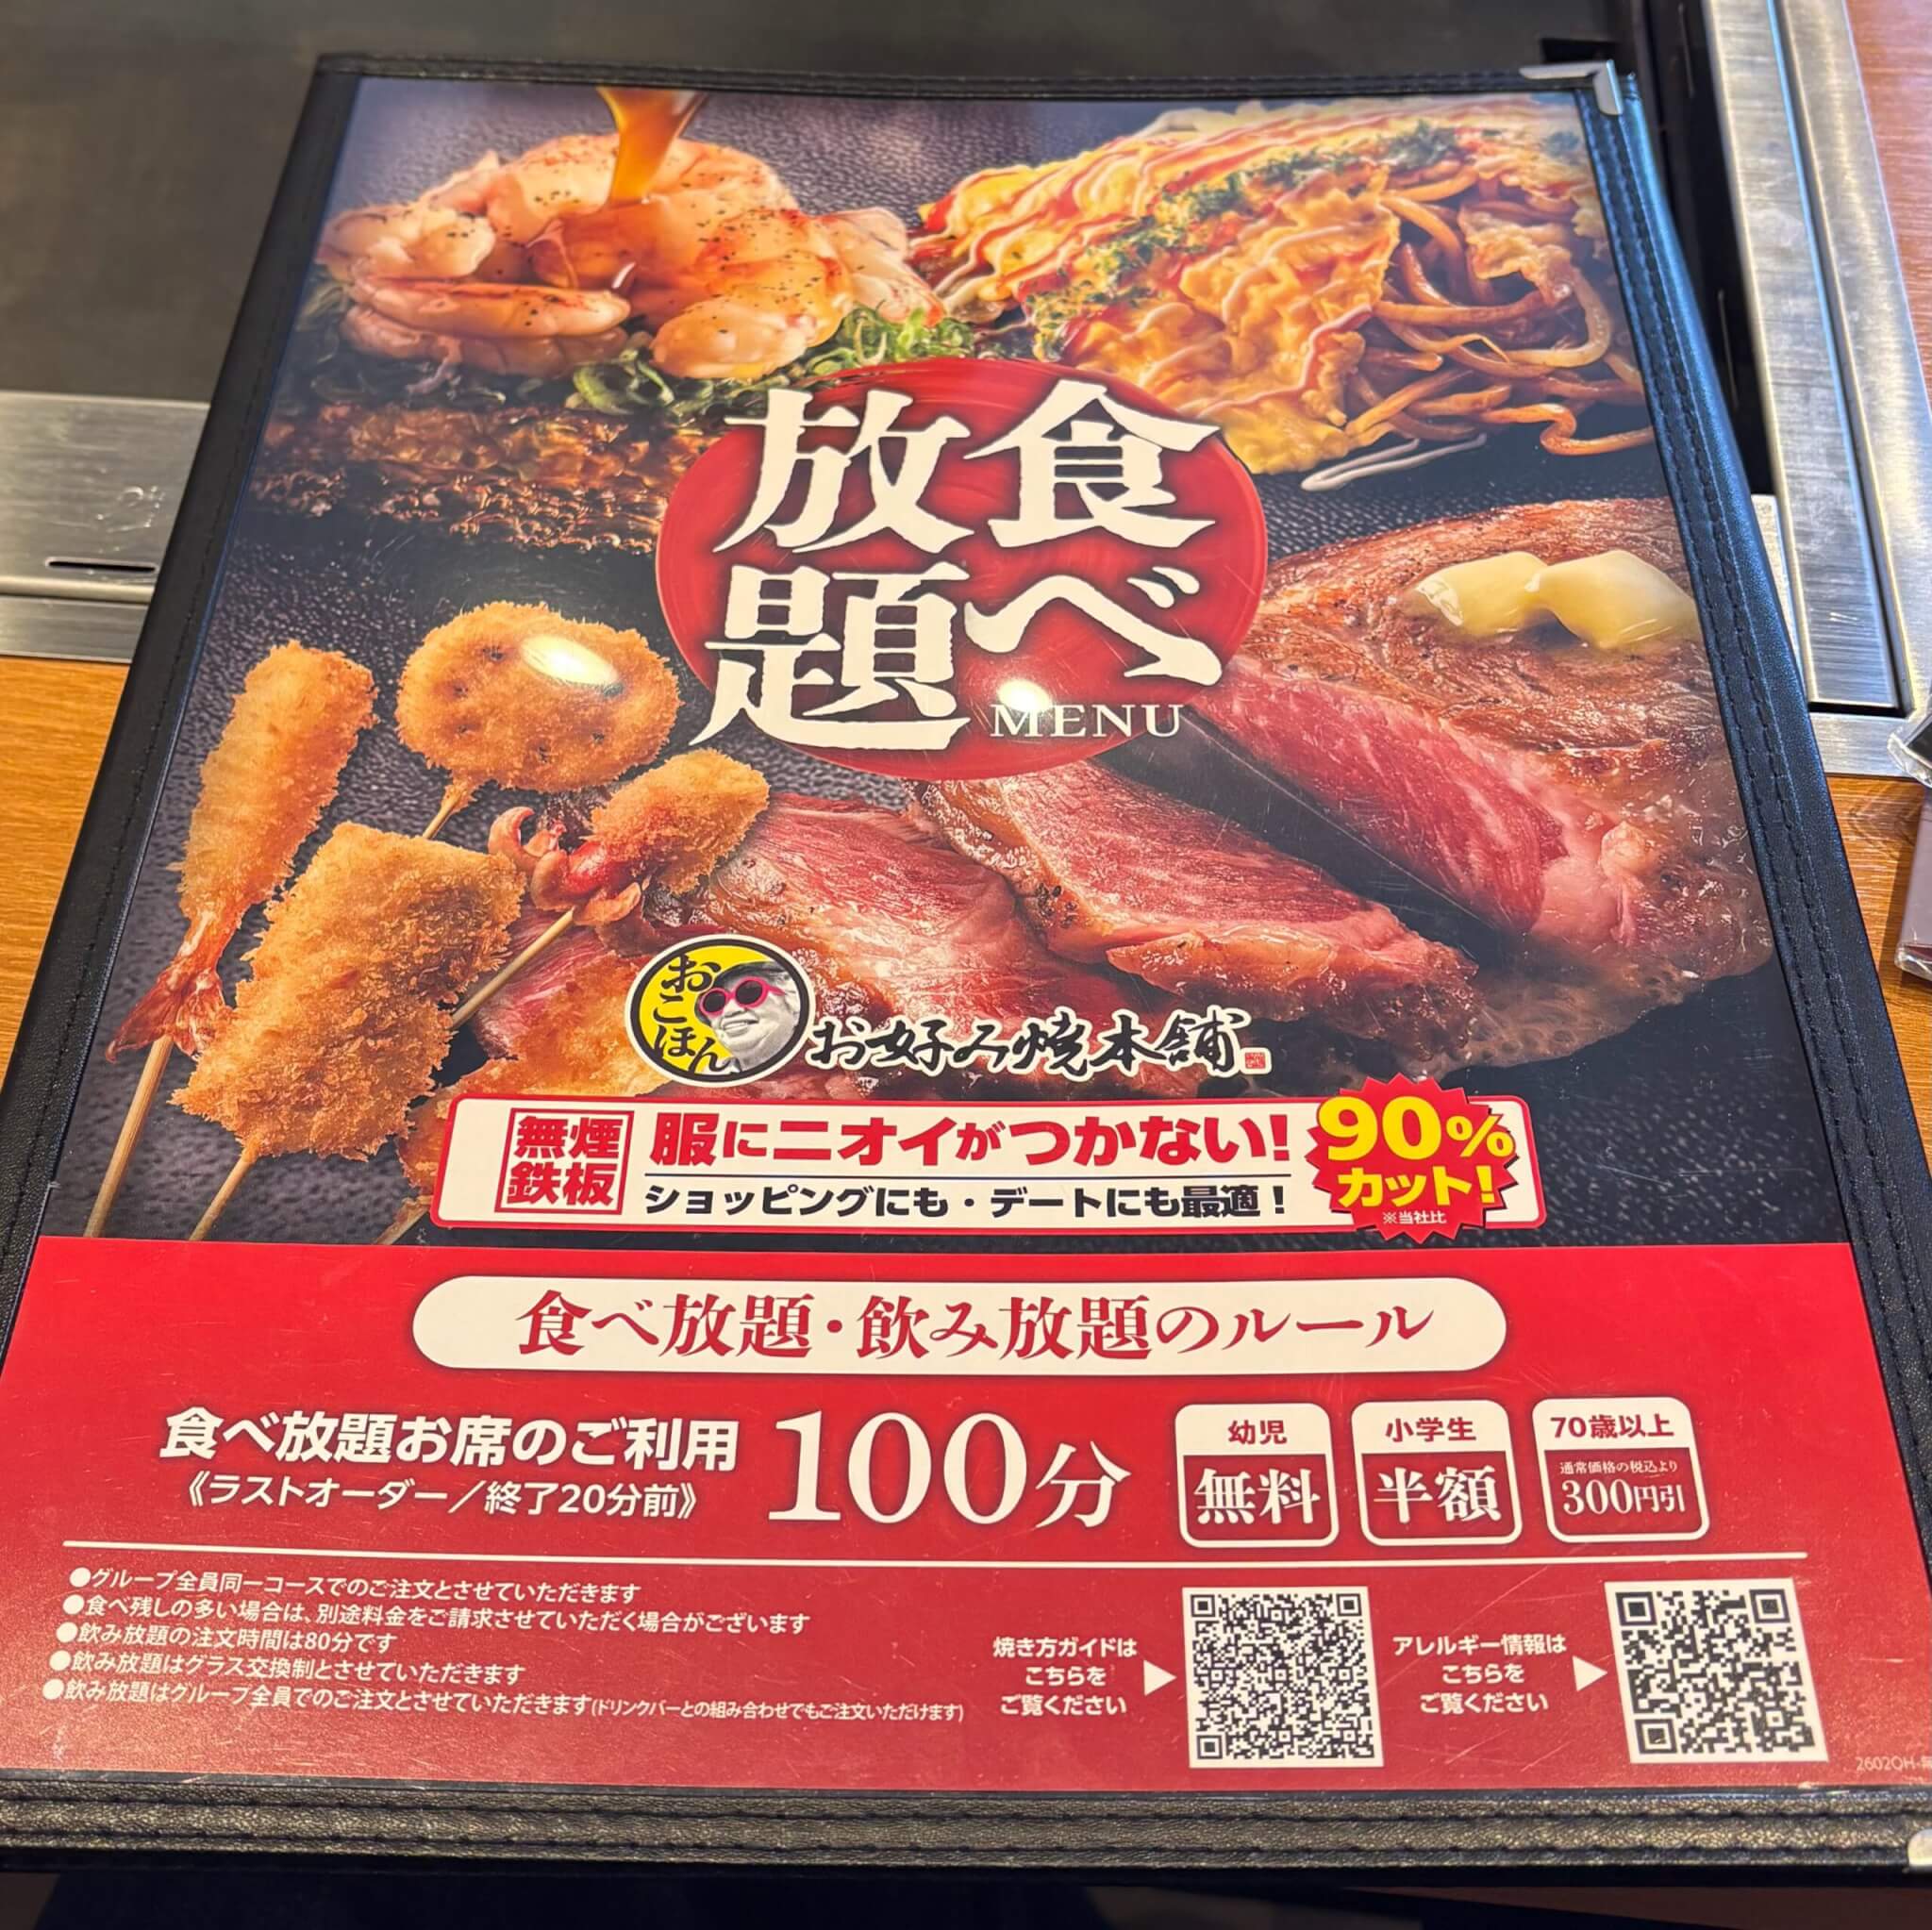 食べ
放題
MENU
おこほん
お好み焼本舗
無煙
鉄板
服にニオイがつかない!
ショッピングにも・デートにも最適!
90%
カット!
※当社比
食べ放題・飲み放題のルール
食べ放題お席のご利用
《ラストオーダー/終了20分前》
100分
幼児
無料
小学生
半額
70歳以上
通常価格の税込より
300円引
●グループ全員同一コースでのご注文とさせていただきます
●食べ残しの多い場合は、別途料金をご請求させていただく場合がございます
●飲み放題の注文時間は80分です
●飲み放題はグラス交換制とさせていただきます
●飲み放題はグループ全員でのご注文とさせていただきます(ドリンクバーとの組み合わせでもご注文いただけます)
焼き方ガイドは
こちらを
ご覧ください
アレルギー情報は
こちらを
ご覧ください